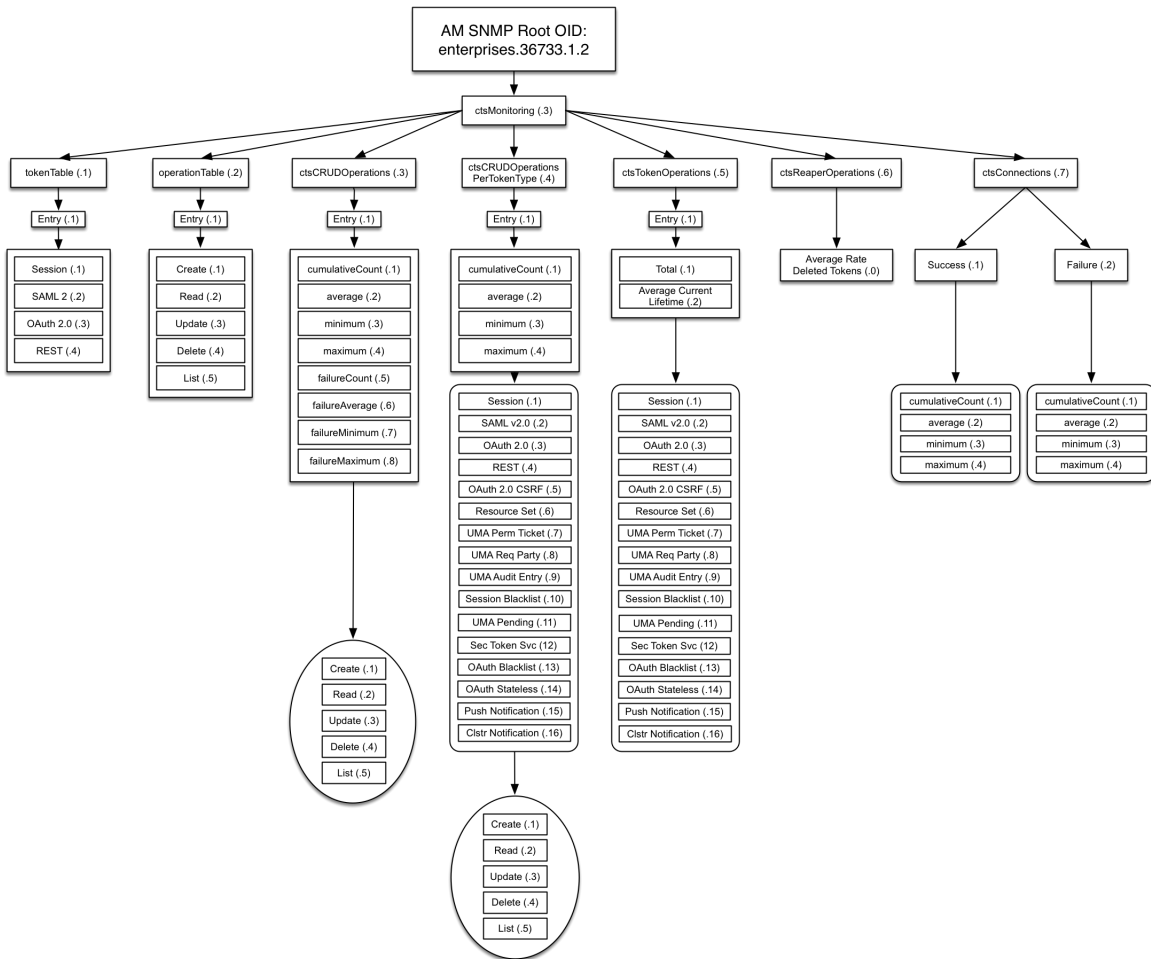 AM SNMP Root OID:
enterprises.36733.1.2
ctsMonitoring (.3)
tokenTable (.1)
Entry (.1)
Session (.1)
SAML 2 (.2)
OAuth 2.0 (.3)
REST (.4)
operationTable (.2)
Entry (.1)
Create (.1)
Read (.2)
Update (.3)
Delete (.4)
List (.5)
ctsCRUDOperations (.3)
Entry (.1)
cumulativeCount (.1)
average (.2)
minimum (.3)
maximum (.4)
failureCount (.5)
failureAverage (.6)
failureMinimum (.7)
failureMaximum (.8)
Create (.1)
Read (.2)
Update (.3)
Delete (.4)
List (.5)
ctsCRUDOperations
PerTokenType (.4)
Entry (.1)
cumulativeCount (.1)
average (.2)
minimum (.3)
maximum (.4)
Session (.1)
SAML v2.0 (.2)
OAuth 2.0 (.3)
REST (.4)
OAuth 2.0 CSRF (.5)
Resource Set (.6)
UMA Perm Ticket (.7)
UMA Req Party (.8)
UMA Audit Entry (.9)
Session Blacklist (.10)
UMA Pending (.11)
Sec Token Svc (12)
OAuth Blacklist (.13)
OAuth Stateless (.14)
Push Notification (.15)
Clstr Notification (.16)
Create (.1)
Read (.2)
Update (.3)
Delete (.4)
List (.5)
ctsTokenOperations (.5)
Entry (.1)
Total (.1)
Average Current
Lifetime (.2)
Session (.1)
SAML v2.0 (.2)
OAuth 2.0 (.3)
REST (.4)
OAuth 2.0 CSRF (.5)
Resource Set (.6)
UMA Perm Ticket (.7)
UMA Req Party (.8)
UMA Audit Entry (.9)
Session Blacklist (.10)
UMA Pending (.11)
Sec Token Svc (12)
OAuth Blacklist (.13)
OAuth Stateless (.14)
Push Notification (.15)
Clstr Notification (.16)
ctsReaperOperations (.6)
Average Rate
Deleted Tokens (.0)
ctsConnections (.7)
Success (.1)
cumulativeCount (.1)
average (.2)
minimum (.3)
maximum (.4)
Failure (.2)
cumulativeCount (.1)
average (.2)
minimum (.3)
maximum (.4)